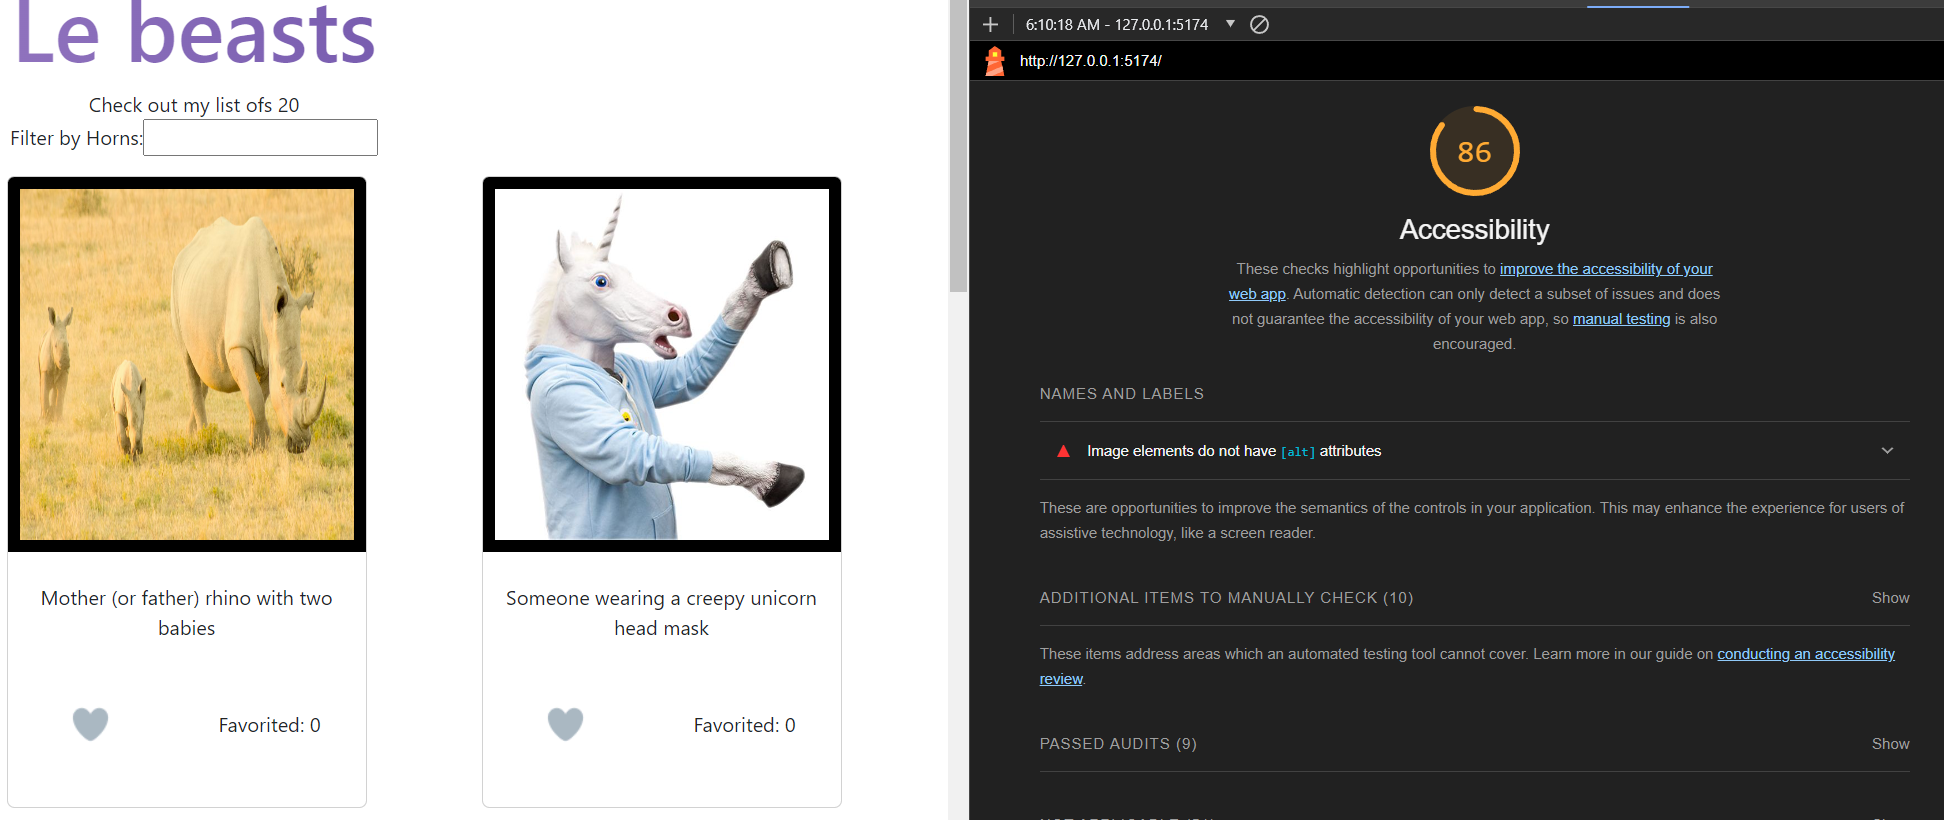 Le beasts
Check out my list ofs 20
Filter by Horns:
Mother (or father) rhino with two
babies
Favorited: 0
Someone wearing a creepy unicorn
head mask
Favorited: 0
6:10:18 AM - 127.0.0.1:5174
http://127.0.0.1:5174/
86
Accessibility
These checks highlight opportunities to improve the accessibility of your
web app. Automatic detection can only detect a subset of issues and does
not guarantee the accessibility of your web app, so manual testing is also
encouraged.
NAMES AND LABELS
Image elements do not have [alt] attributes
These are opportunities to improve the semantics of the controls in your application. This may enhance the experience for users of
assistive technology, like a screen reader.
ADDITIONAL ITEMS TO MANUALLY CHECK (10)
Show
These items address areas which an automated testing tool cannot cover. Learn more in our guide on conducting an accessibility
review.
PASSED AUDITS (9)
Show